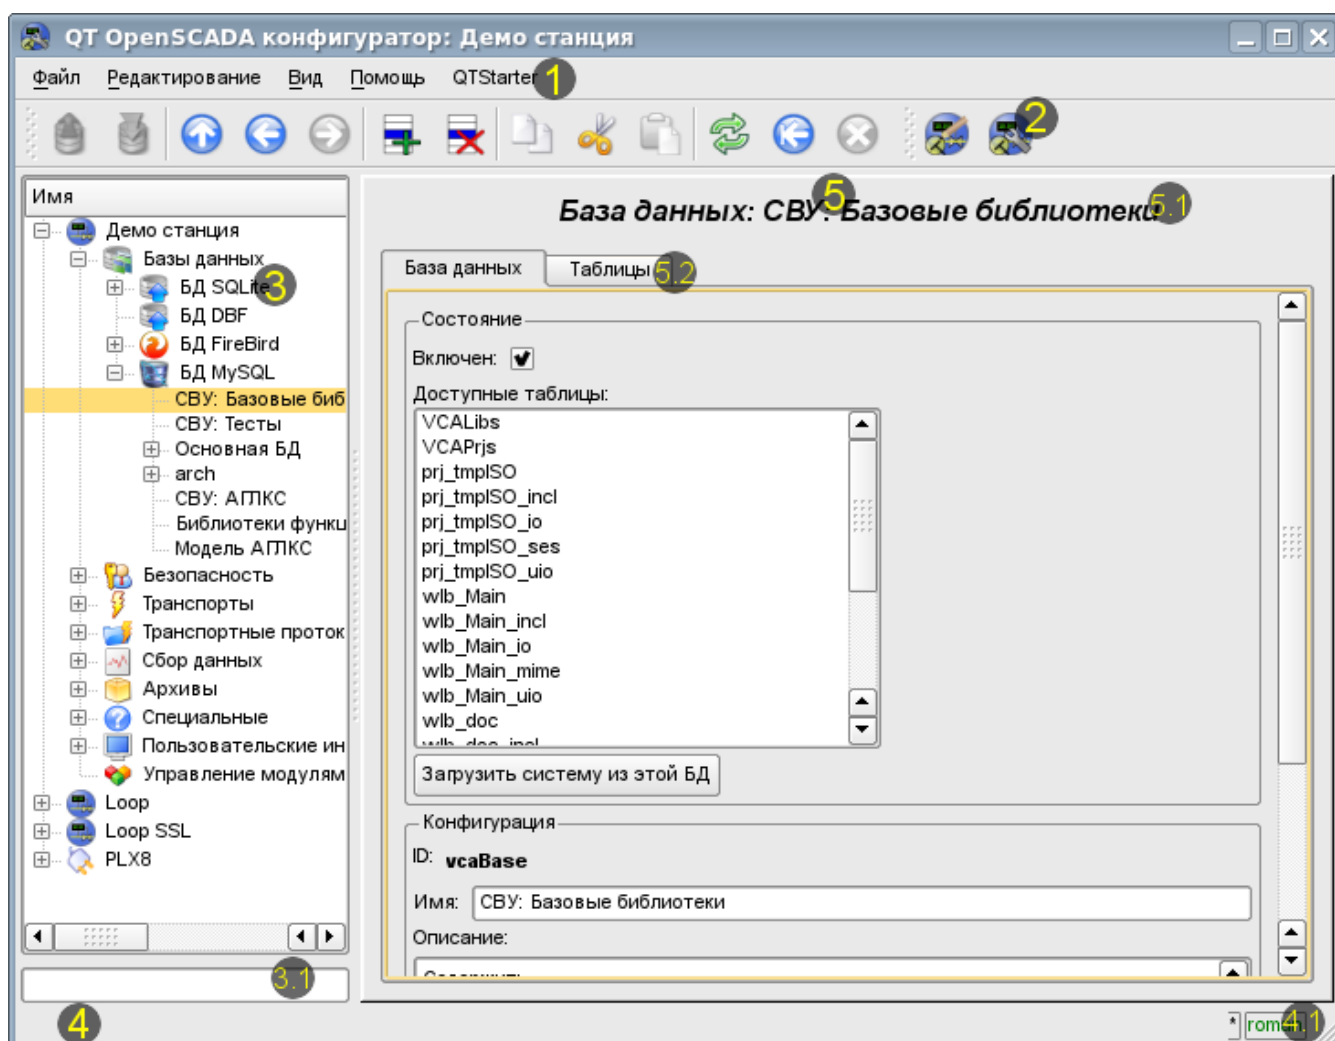 QT OpenSCADA конфигуратор: Демо станция
Файл Редактирование Вид Помощь QTStarter 1
2
Имя
Демо станция
Базы данных
БД SQLite 3
БД DBF
БД FireBird
БД MySQL
СВУ: Базовые биб
СВУ: Тесты
Основная БД
arch
СВУ: АГЛКС
Библиотеки функц
Модель АГЛКС
Безопасность
Транспорты
Транспортные проток
Сбор данных
Архивы
Специальные
Пользовательские ин
Управление модулям
Loop
Loop SSL
PLX8
3.1
5
База данных: СВУ: Базовые библиотеки 5.1
База данных Таблицы 5.2
Состояние
Включен:
Доступные таблицы:
VCALibs
VCAPrjs
prj_tmplSO
prj_tmplSO_incl
prj_tmplSO_io
prj_tmplSO_ses
prj_tmplSO_uio
wlb_Main
wlb_Main_incl
wlb_Main_io
wlb_Main_mime
wlb_Main_uio
wlb_doc
wlb_doc_incl
Загрузить систему из этой БД
Конфигурация
ID: vcaBase
Имя: СВУ: Базовые библиотеки
Описание:
4
* roman 4.1